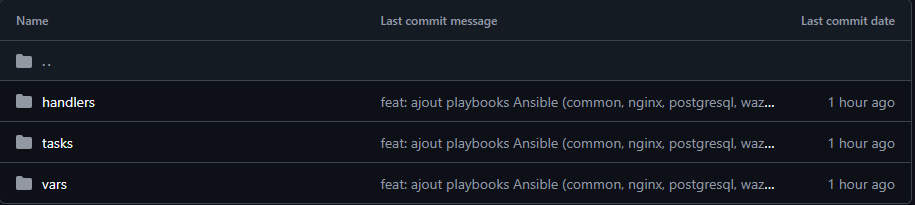 Name Last commit message Last commit date
..
handlers feat: ajout playbooks Ansible (common, nginx, postgresql, waz... 1 hour ago
tasks feat: ajout playbooks Ansible (common, nginx, postgresql, waz... 1 hour ago
vars feat: ajout playbooks Ansible (common, nginx, postgresql, waz... 1 hour ago